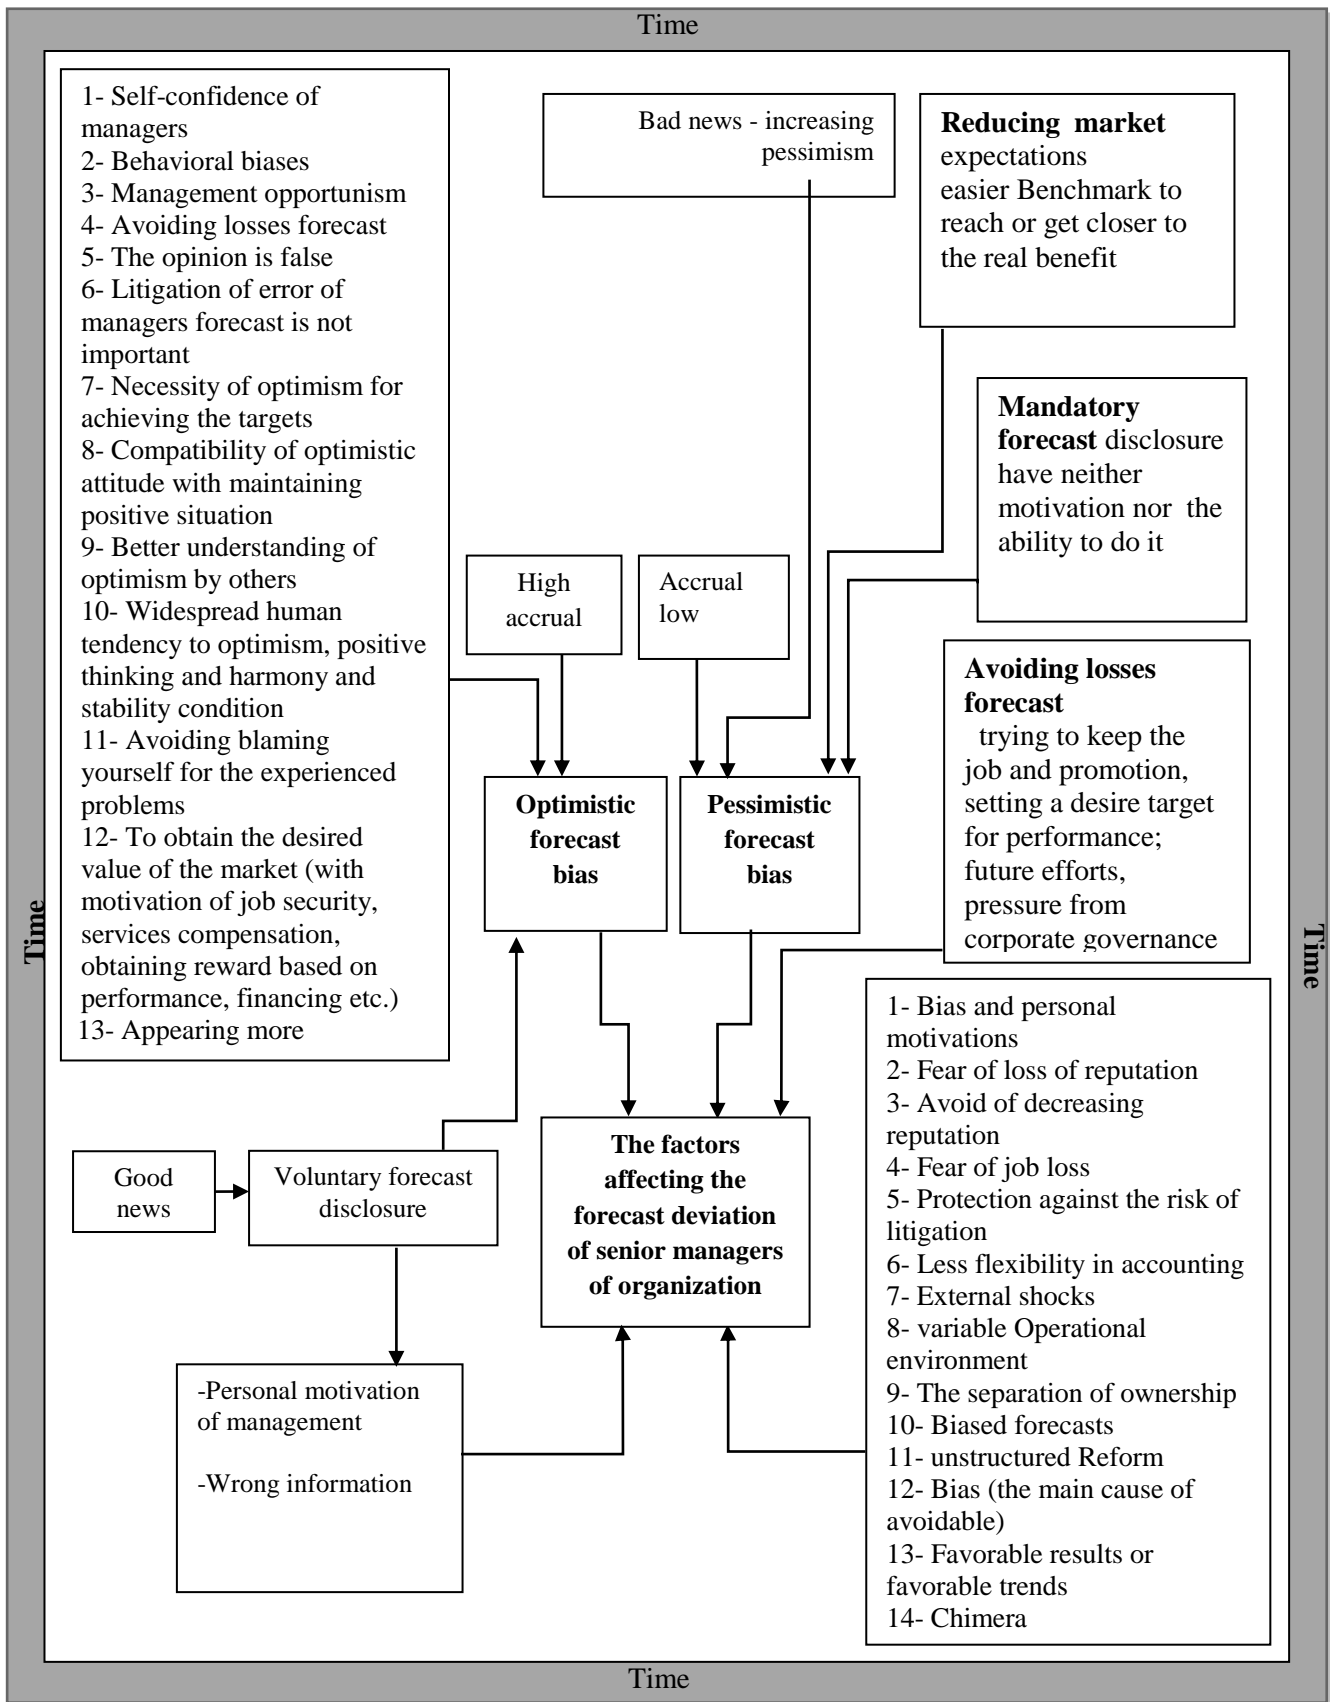 Time
1- Self-confidence of
managers
2- Behavioral biases
3- Management opportunism
4- Avoiding losses forecast
5- The opinion is false
6- Litigation of error of
managers forecast is not
important
7- Necessity of optimism for
achieving the targets
8- Compatibility of optimistic
attitude with maintaining
positive situation
9- Better understanding of
optimism by others
10- Widespread human
tendency to optimism, positive
thinking and harmony and
stability condition
11- Avoiding blaming
yourself for the experienced
problems
12- To obtain the desired
value of the market (with
motivation of job security,
services compensation,
obtaining reward based on
performance, financing etc.)
13- Appearing more
Bad news - increasing
pessimism
Reducing market
expectations
easier Benchmark to
reach or get closer to
the real benefit
Mandatory
forecast disclosure
have neither
motivation nor the
ability to do it
High
accrual
Accrual
low
Avoiding losses
forecast
trying to keep the
job and promotion,
setting a desire target
for performance;
future efforts,
pressure from
corporate governance
Optimistic
forecast
bias
Pessimistic
forecast
bias
Time
Time
1- Bias and personal
motivations
2- Fear of loss of reputation
3- Avoid of decreasing
reputation
4- Fear of job loss
5- Protection against the risk of
litigation
6- Less flexibility in accounting
7- External shocks
8- variable Operational
environment
9- The separation of ownership
10- Biased forecasts
11- unstructured Reform
12- Bias (the main cause of
avoidable)
13- Favorable results or
favorable trends
14- Chimera
Good
news
Voluntary forecast
disclosure
The factors
affecting the
forecast deviation
of senior managers
of organization
-Personal motivation
of management
-Wrong information
Time